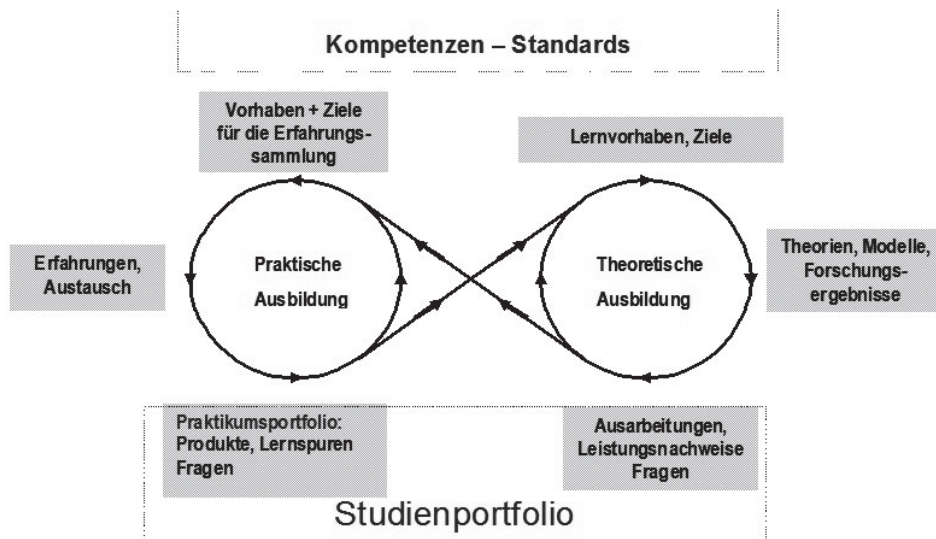 Kompetenzen – Standards
Vorhaben + Ziele
für die Erfahrungs-
sammlung
Lernvorhaben, Ziele
Erfahrungen,
Austausch
Praktische
Ausbildung
Theoretische
Ausbildung
Theorien, Modelle,
Forschungs-
ergebnisse
Praktikumsportfolio:
Produkte, Lernspuren
Fragen
Ausarbeitungen,
Leistungsnachweise
Fragen
Studienportfolio